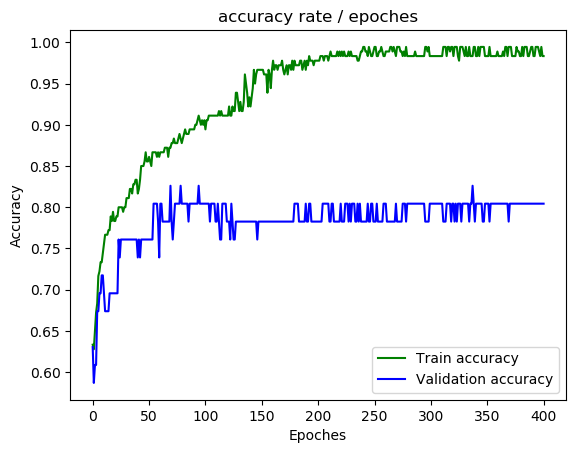 accuracy rate / epoches
1.00
0.95
0.90
0.85
0.80
0.75
0.70
0.65
0.60
Accuracy
Train accuracy
Validation accuracy
0 50 100 150 200 250 300 350 400
Epoches